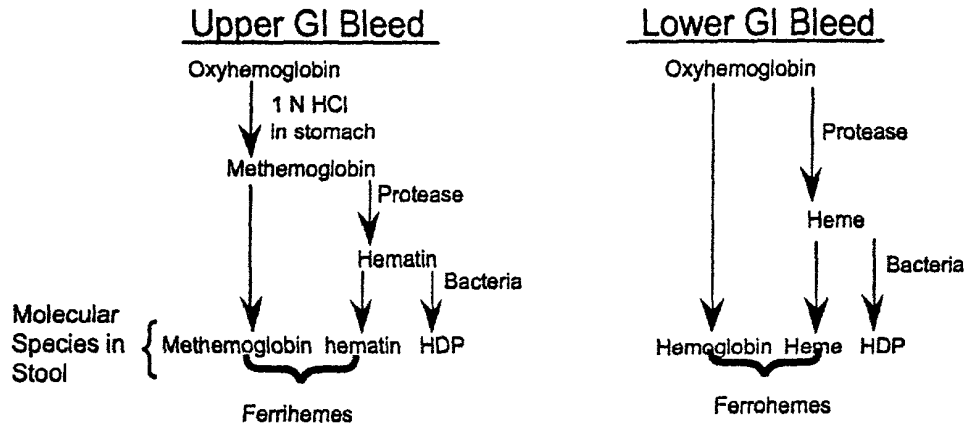 Upper GI Bleed
Oxyhemoglobin
1 N HCl
in stomach
Methemoglobin
Protease
Hematin
Bacteria
Molecular
Species in
Stool
Methemoglobin hematin HDP
Ferrihemes
Lower GI Bleed
Oxyhemoglobin
Protease
Heme
Bacteria
Hemoglobin Heme HDP
Ferrohemes